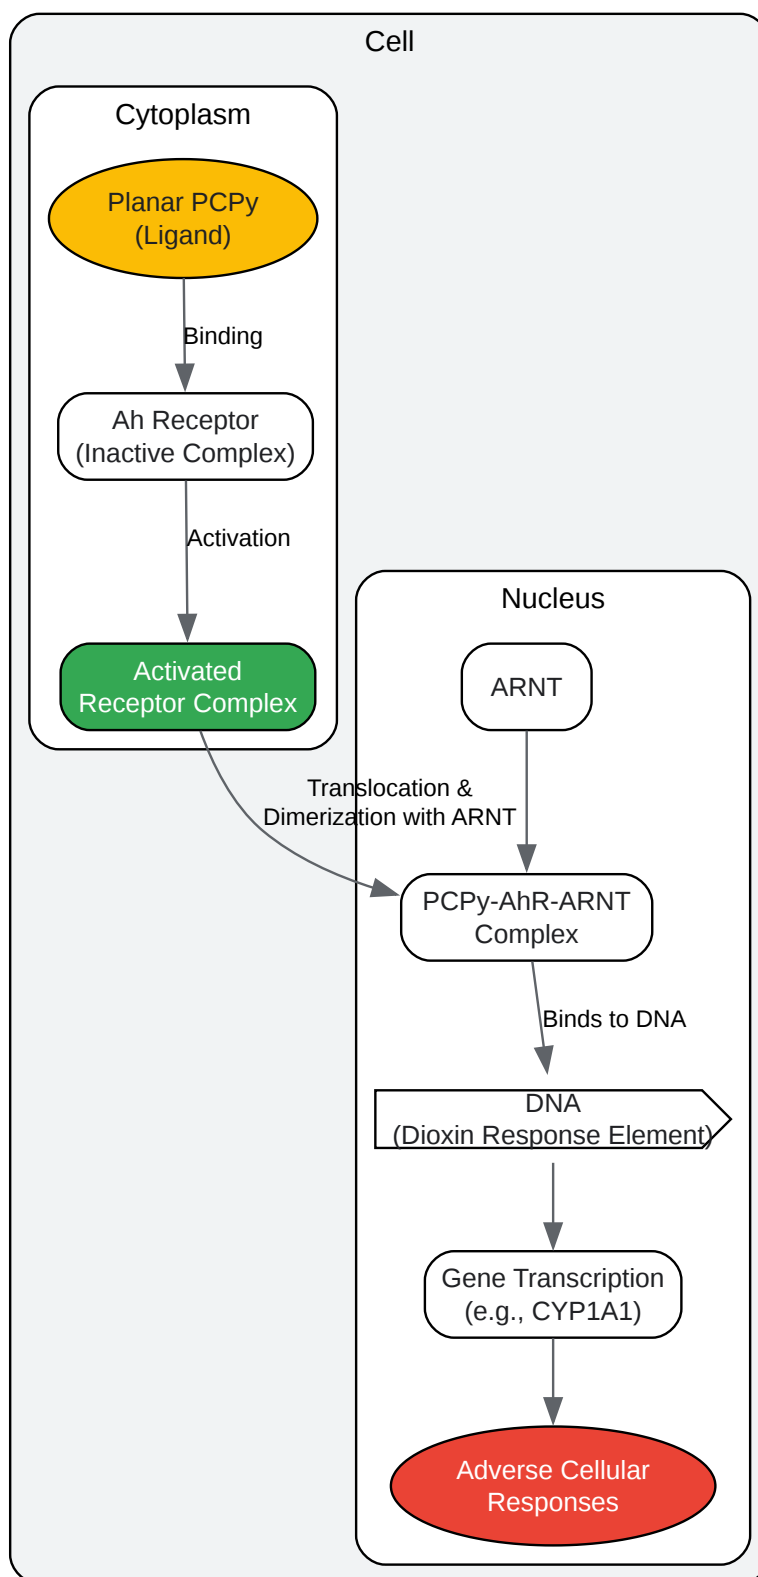 Cell
Cytoplasm
Planar PCPy
(Ligand)
Binding
Ah Receptor
(Inactive Complex)
Activation
Activated
Receptor Complex
Nucleus
ARNT
Translocation &
Dimerization with ARNT
PCPy-AhR-ARNT
Complex
Binds to DNA
DNA
(Dioxin Response Element)
Gene Transcription
(e.g., CYP1A1)
Adverse Cellular
Responses